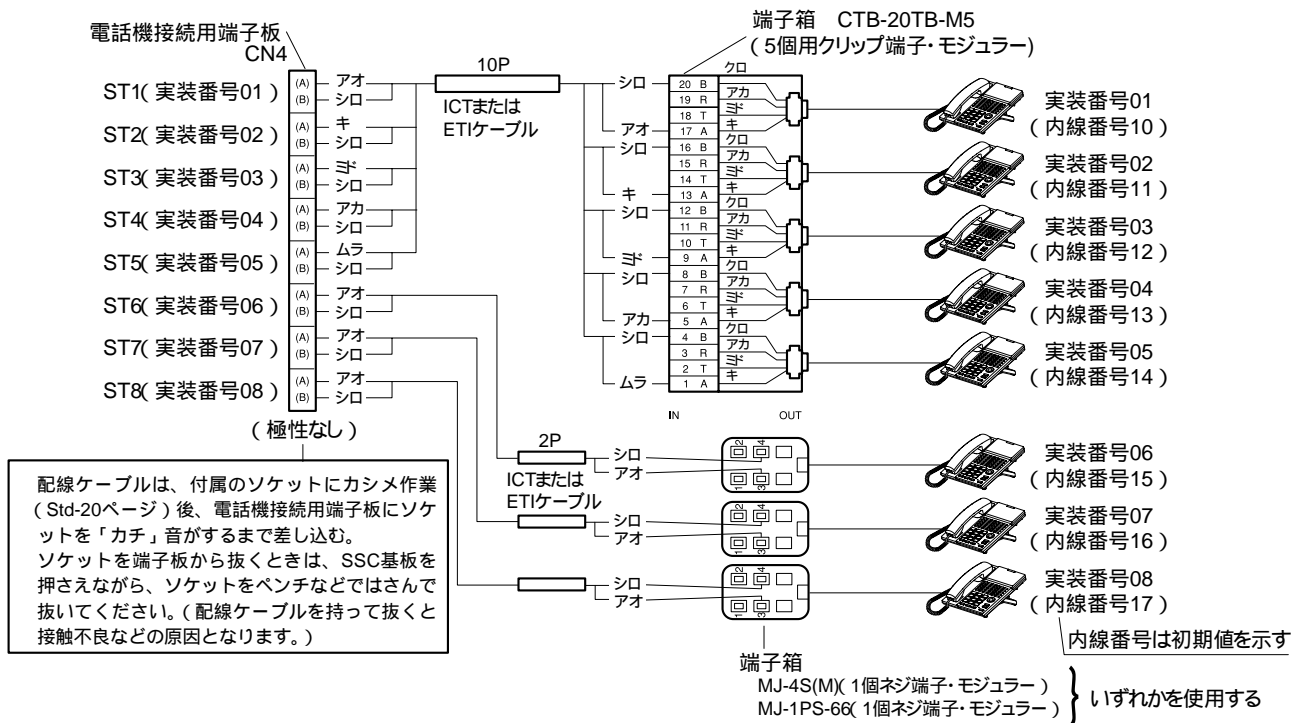 電話機接続用端子板
CN4
ST1(実装番号01) (A) アオ
(B) シロ
ST2(実装番号02) (A) キ
(B) シロ
ST3(実装番号03) (A) ミド
(B) シロ
ST4(実装番号04) (A) アカ
(B) シロ
ST5(実装番号05) (A) ムラ
(B) シロ
ST6(実装番号06) (A) アオ
(B) シロ
ST7(実装番号07) (A) アオ
(B) シロ
ST8(実装番号08) (A) アオ
(B) シロ
(極性なし)
10P
ICTまたは
ETIケーブル
端子箱 CTB-20TB-M5
(5個用クリップ端子・モジュラー)
シロ 20 B クロ
19 R アカ
18 T ミド
アオ 17 A キ
シロ 16 B クロ
15 R アカ
14 T ミド
キ 13 A キ
シロ 12 B クロ
11 R アカ
10 T ミド
ミド 9 A キ
シロ 8 B クロ
7 R アカ
6 T ミド
アカ 5 A キ
シロ 4 B クロ
3 R アカ
2 T ミド
ムラ 1 A キ
IN OUT
実装番号01
(内線番号10)
実装番号02
(内線番号11)
実装番号03
(内線番号12)
実装番号04
(内線番号13)
実装番号05
(内線番号14)
2P
ICTまたは
ETIケーブル
シロ
アオ
2 4
1 3
実装番号06
(内線番号15)
シロ
アオ
2 4
1 3
実装番号07
(内線番号16)
シロ
アオ
2 4
1 3
実装番号08
(内線番号17)
内線番号は初期値を示す
端子箱
MJ-4S(M)(1個ネジ端子・モジュラー)
MJ-1PS-66(1個ネジ端子・モジュラー)
いずれかを使用する
配線ケーブルは、付属のソケットにカシメ作業
(Std-20ページ)後、電話機接続用端子板にソケ
ットを「カチ」音がするまで差し込む。
ソケットを端子板から抜くときは、SSC基板を
押さえながら、ソケットをペンチなどではさんで
抜いてください。(配線ケーブルを持って抜くと
接触不良などの原因となります。)